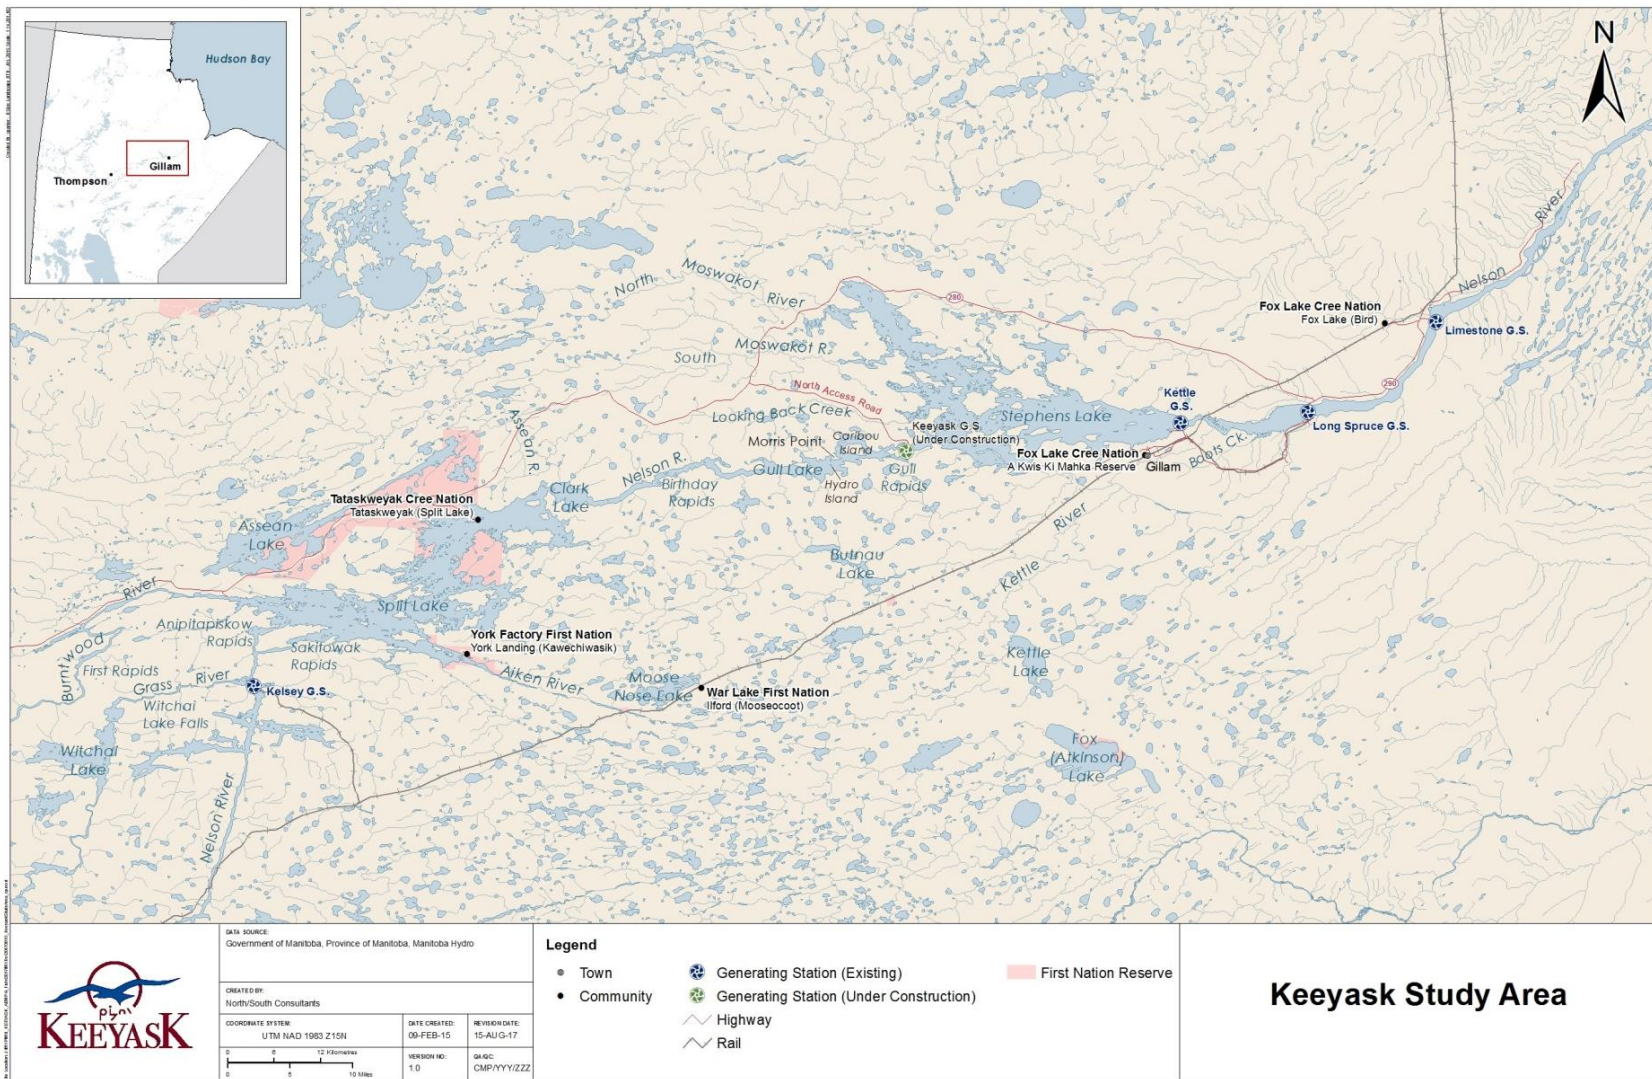 Hudson Bay
Gillam
Thompson
N
North
Moswakot
River
280
South
Moswakot R.
North Access Road
Looking Back Creek
Stephens Lake
Kettle
G.S.
Fox Lake Cree Nation
Fox Lake (Bird)
Nelson
River
Limestone G.S.
290
Long Spruce G.S.
Keeyask G.S.
(Under Construction)
Morris Point
Caribou
Island
Fox Lake Cree Nation
A Kwis Ki Mahka Reserve
Gillam
Boots Ck.
Assean R.
Nelson R.
Gull Lake
Gull
Rapids
Birthday
Rapids
Hydro
Island
Clark
Lake
Tataskweyak Cree Nation
Tataskweyak (Split Lake)
Assean
Lake
River
Butnau
Lake
Kettle
River
Split Lake
Anipitapiskow
Rapids
Sakitowak
Rapids
York Factory First Nation
York Landing (Kawechiwasik)
Burntwood
First Rapids
Grass
River
Kelsey G.S.
Aiken River
Moose
Nose Lake
War Lake First Nation
Ilford (Mooseocoot)
Kettle
Lake
Witchai
Lake Falls
Witchai
Lake
Nelson River
Fox
(Atkinson)
Lake
KEEYASK
DATA SOURCE:
Government of Manitoba, Province of Manitoba, Manitoba Hydro
CREATED BY:
North/South Consultants
COORDINATE SYSTEM:
UTM NAD 1983 Z15N
DATE CREATED:
09-FEB-15
REVISION DATE:
15-AUG-17
0 6 12 Kilometres
0 5 10 Miles
VERSION NO:
1.0
QA/QC:
CMP/YYY/ZZZ
Legend
Town
Community
Generating Station (Existing)
Generating Station (Under Construction)
Highway
Rail
First Nation Reserve
Keeyask Study Area